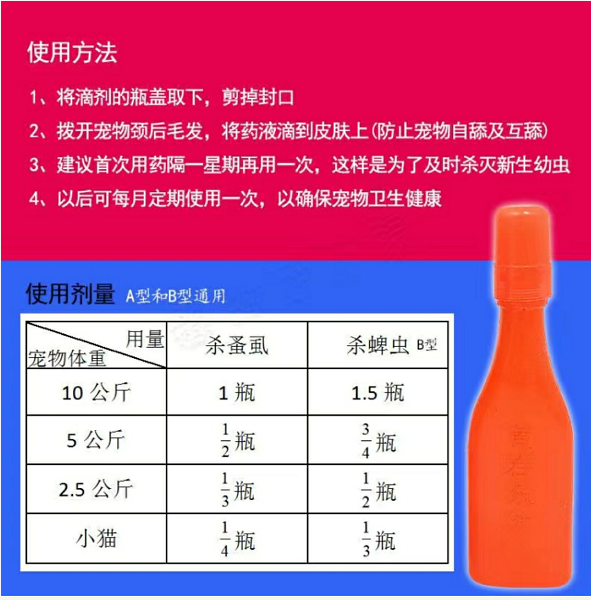 使用方法
1、将滴剂的瓶盖取下，剪掉封口
2、拨开宠物颈后毛发，将药液滴到皮肤上(防止宠物自舔及互舔)
3、建议首次用药隔一星期再用一次，这样是为了及时杀灭新生幼虫
4、以后可每月定期使用一次，以确保宠物卫生健康
使用剂量 A型和B型通用
用量
宠物体重
杀蚤虱
杀蜱虫 B型
10 公斤 1 瓶 1.5 瓶
5 公斤 1/2 瓶 3/4 瓶
2.5 公斤 1/3 瓶 1/2 瓶
小猫 1/4 瓶 1/3 瓶